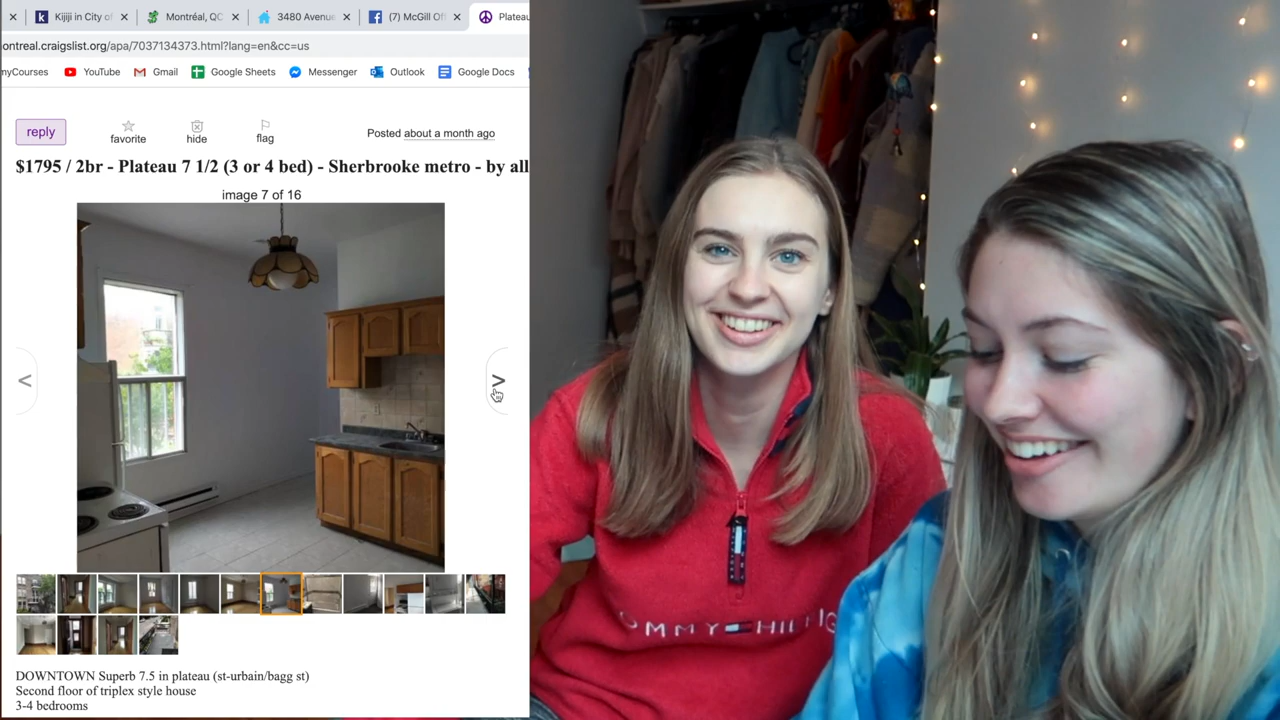 Kijiji in City of
Montréal, QC
3480 Avenue
(7) McGill Of
Plateau
ontreal.craigslist.org/apa/7037134373.html?lang=en&cc=us
myCourses
YouTube
Gmail
Google Sheets
Messenger
Outlook
Google Docs
reply
favorite
hide
flag
Posted about a month ago
$1795 / 2br - Plateau 7 1/2 (3 or 4 bed) - Sherbrooke metro - by all
image 7 of 16
<
>
DOWNTOWN Superb 7.5 in plateau (st-urbain/bagg st)
Second floor of triplex style house
3-4 bedrooms
OMMY HILFIG